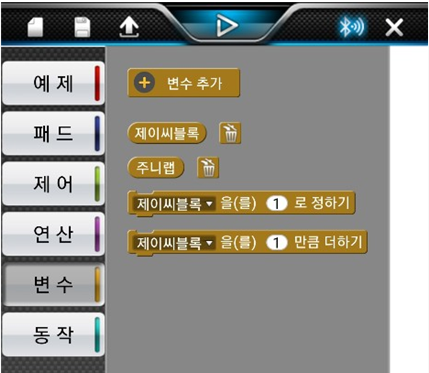 예제
패드
제어
연산
변수
동작
변수 추가
제이씨블록
주니랩
제이씨블록 을(를) 1 로 정하기
제이씨블록 을(를) 1 만큼 더하기